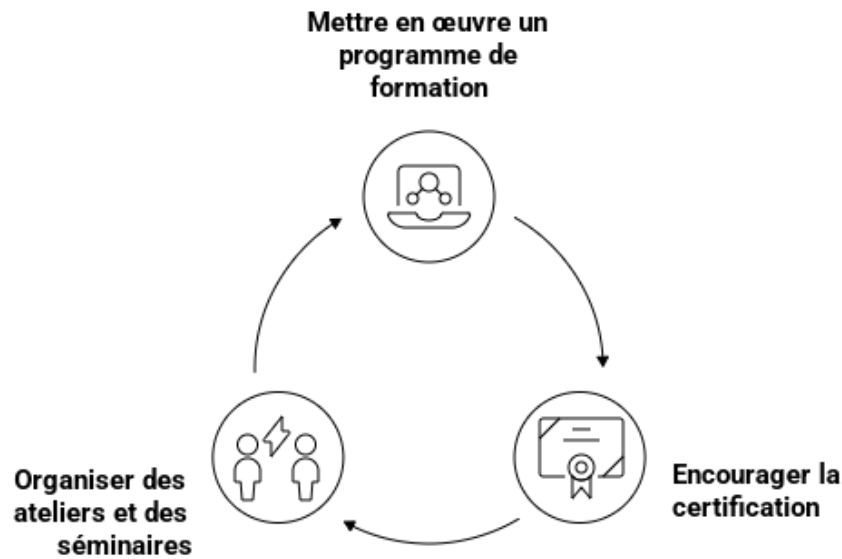 Mettre en œuvre un
programme de
formation
Encourager la
certification
Organiser des
ateliers et des
séminaires